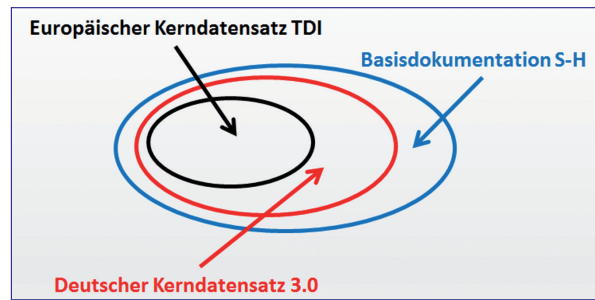 Europäischer Kerndatensatz TDI
Basisdokumentation S-H
Deutscher Kerndatensatz 3.0